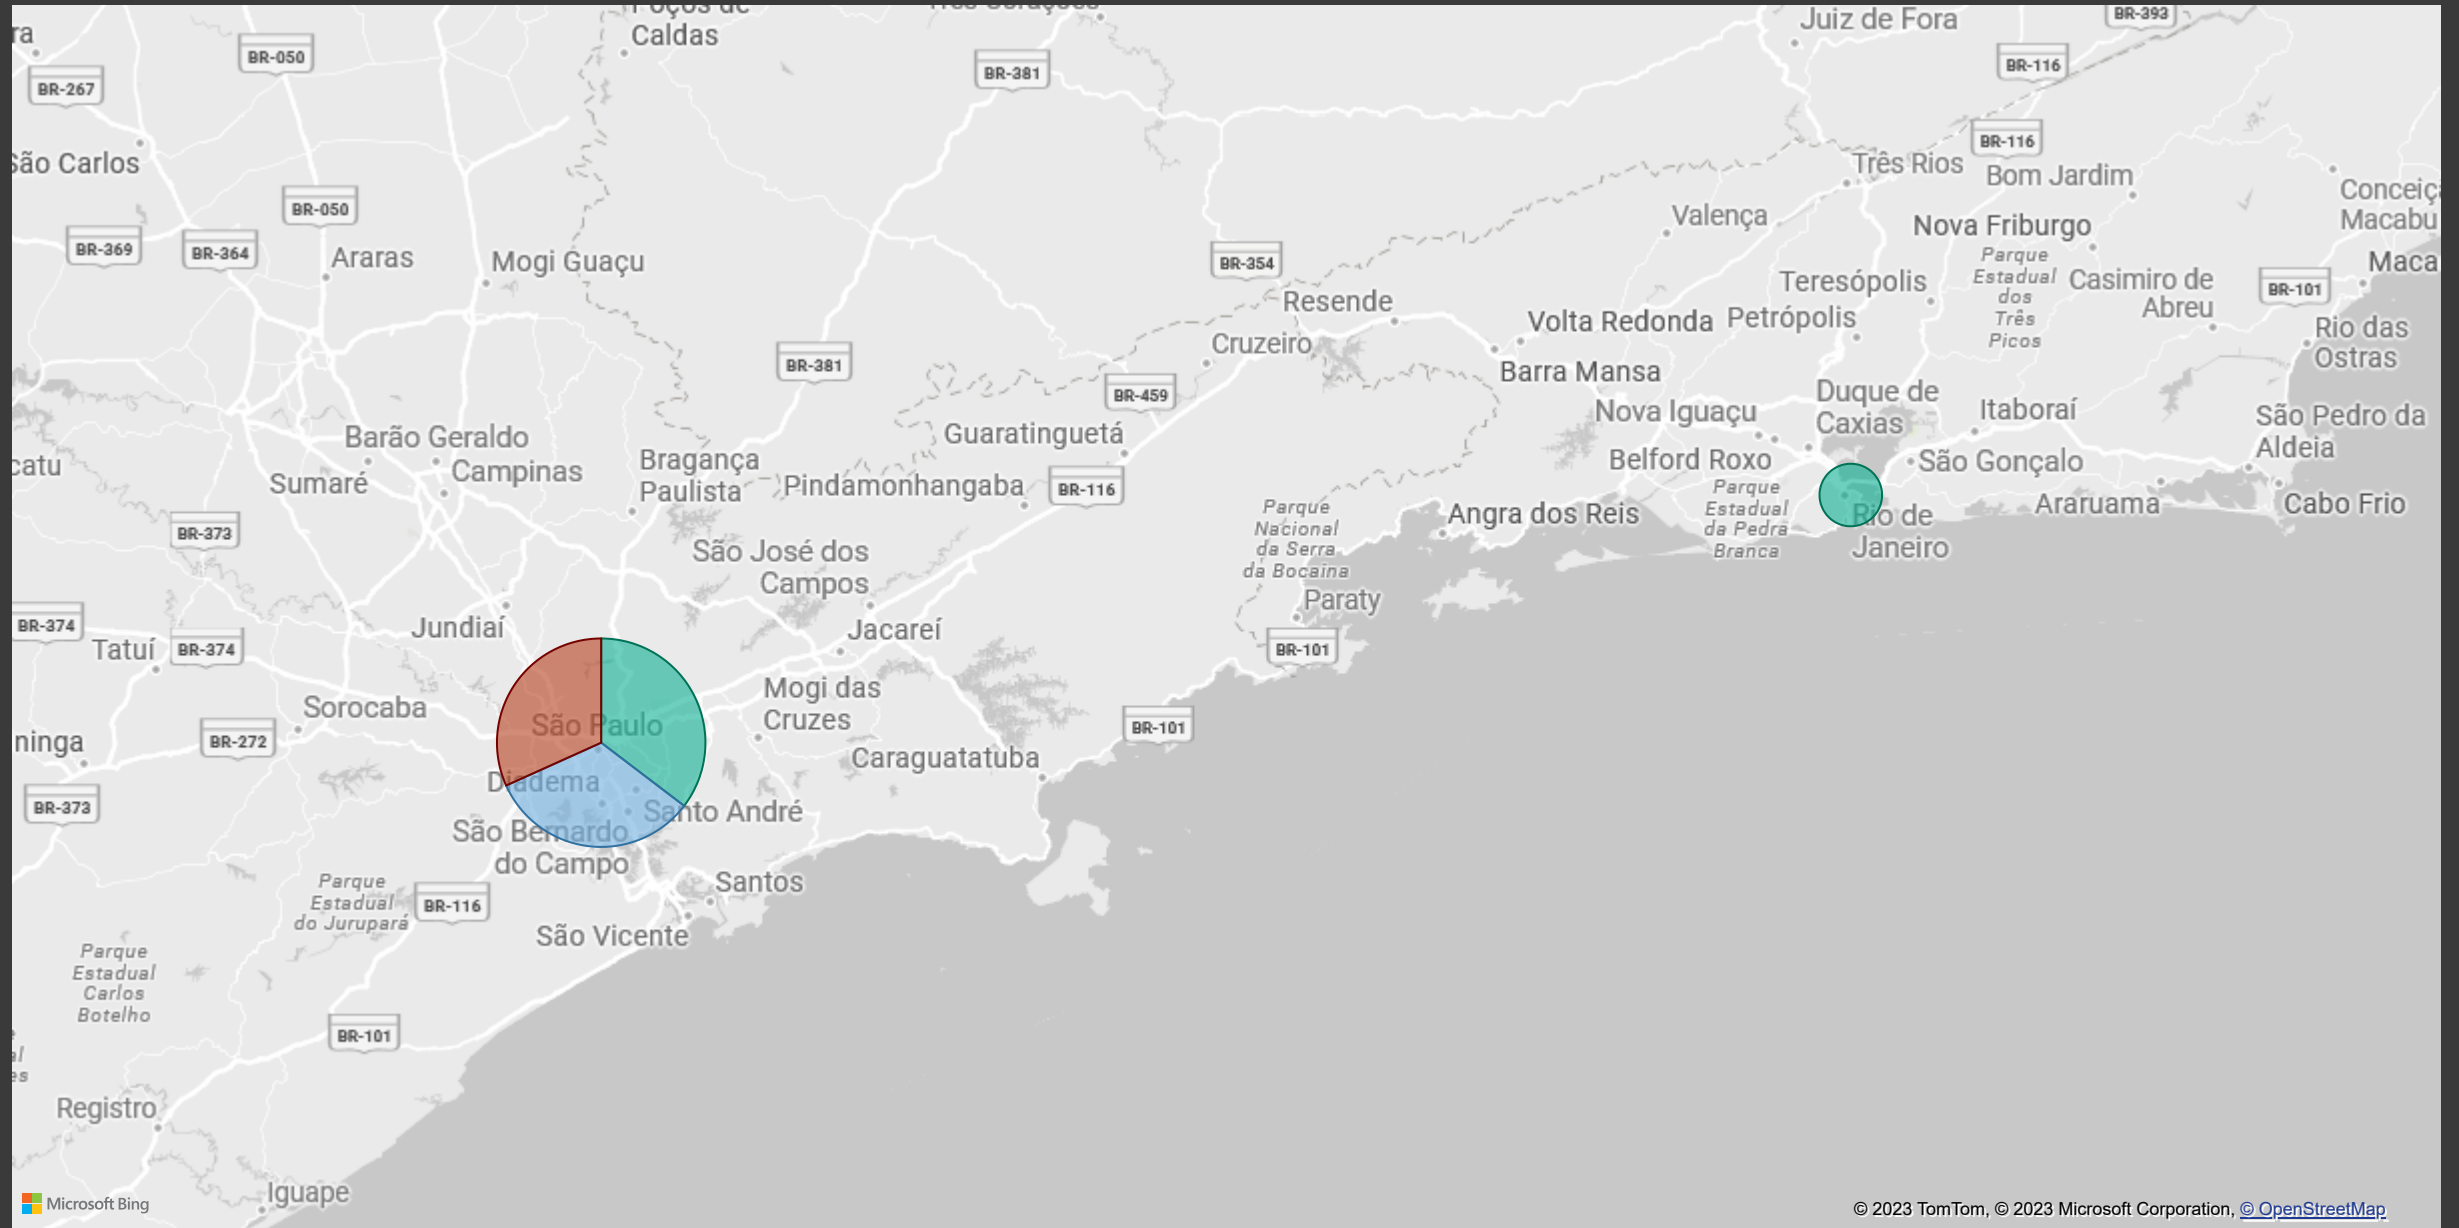 Caldas
Juiz de Fora
BR-393
BR-050
BR-381
BR-116
BR-267
BR-116
São Carlos
Três Rios
Bom Jardim
BR-050
Valença
Nova Friburgo
BR-369
BR-364
Araras
Mogi Guaçu
BR-354
Parque
Estadual
dos
Três
Picos
Teresópolis
Casimiro de
Abreu
BR-101
Resende
Volta Redonda
Petrópolis
Rio das
Ostras
Cruzeiro
BR-381
Barra Mansa
BR-459
Duque de
Caxias
Nova Iguaçu
Itaboraí
São Pedro da
Aldeia
Barão Geraldo
Guaratinguetá
Campinas
Bragança
Paulista
Belford Roxo
São Gonçalo
Sumaré
Pindamonhangaba
BR-116
Parque
Estadual
da Pedra
Branca
Araruama
Cabo Frio
Parque
Nacional
da Serra
da Bocaina
Angra dos Reis
Rio de
Janeiro
BR-373
São José dos
Campos
Paraty
BR-374
Jundiaí
Jacareí
Tatuí
BR-374
BR-101
Mogi das
Cruzes
Sorocaba
São Paulo
BR-101
BR-272
Caraguatatuba
Diadema
BR-373
Santo André
São Bernardo
do Campo
Santos
Parque
Estadual
do Jurupará
BR-116
São Vicente
Parque
Estadual
Carlos
Botelho
BR-101
Registro
Iguape
Microsoft Bing
© 2023 TomTom, © 2023 Microsoft Corporation, © OpenStreetMap